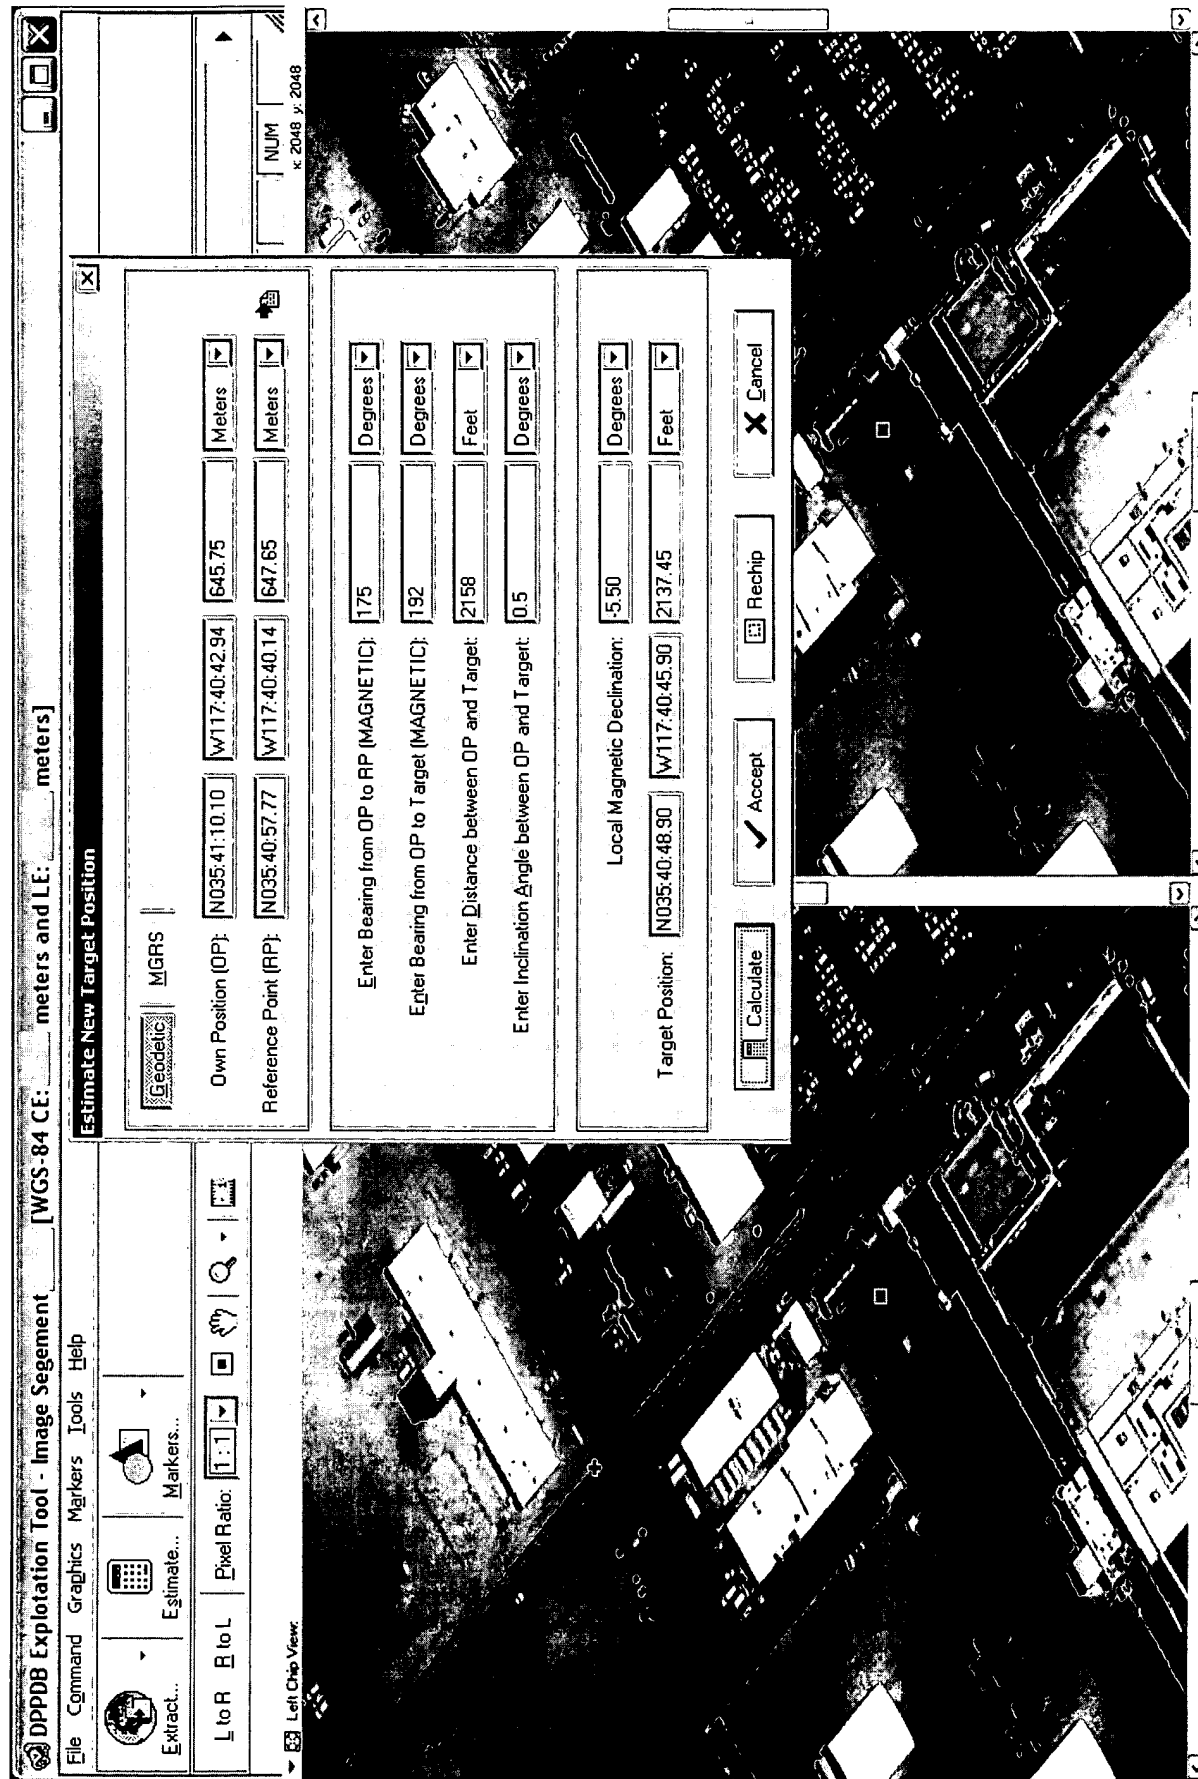 DPPDB Explotation Tool - Image Segement____[WGS-84 CE:____ meters and LE:____meters]
File Command Graphics Markers Tools Help
Extract... Estimate... Markers...
L to R R to L Pixel Ratio: 1 : 1
NUM
x: 2048 y: 2048
Left Chip View:
Estimate New Target Position
Geodetic MGRS
Own Position (OP): N035:41:10.10 W117:40:42.94 645.75 Meters
Reference Point (RP): N035:40:57.77 W117:40:40.14 647.65 Meters
Enter Bearing from OP to RP (MAGNETIC): 175 Degrees
Enter Bearing from OP to Target (MAGNETIC): 192 Degrees
Enter Distance between OP and Target: 2158 Feet
Enter Inclination Angle between OP and Targert: 0.5 Degrees
Local Magnetic Declination: -5.50 Degrees
Target Position: N035:40:48.90 W117:40:45.90 2137.45 Feet
Calculate Accept Rechip Cancel